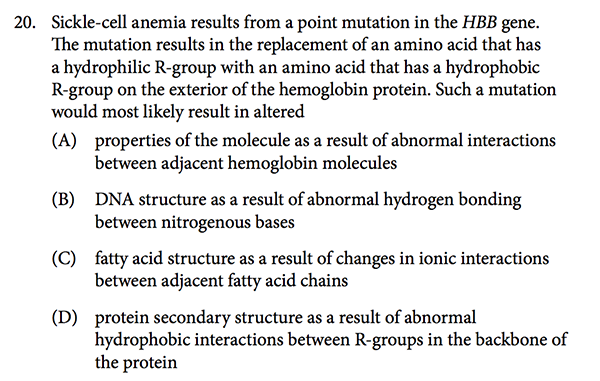 20. Sickle-cell anemia results from a point mutation in the HBB gene.
The mutation results in the replacement of an amino acid that has
a hydrophilic R-group with an amino acid that has a hydrophobic
R-group on the exterior of the hemoglobin protein. Such a mutation
would most likely result in altered
(A) properties of the molecule as a result of abnormal interactions
between adjacent hemoglobin molecules
(B) DNA structure as a result of abnormal hydrogen bonding
between nitrogenous bases
(C) fatty acid structure as a result of changes in ionic interactions
between adjacent fatty acid chains
(D) protein secondary structure as a result of abnormal
hydrophobic interactions between R-groups in the backbone of
the protein